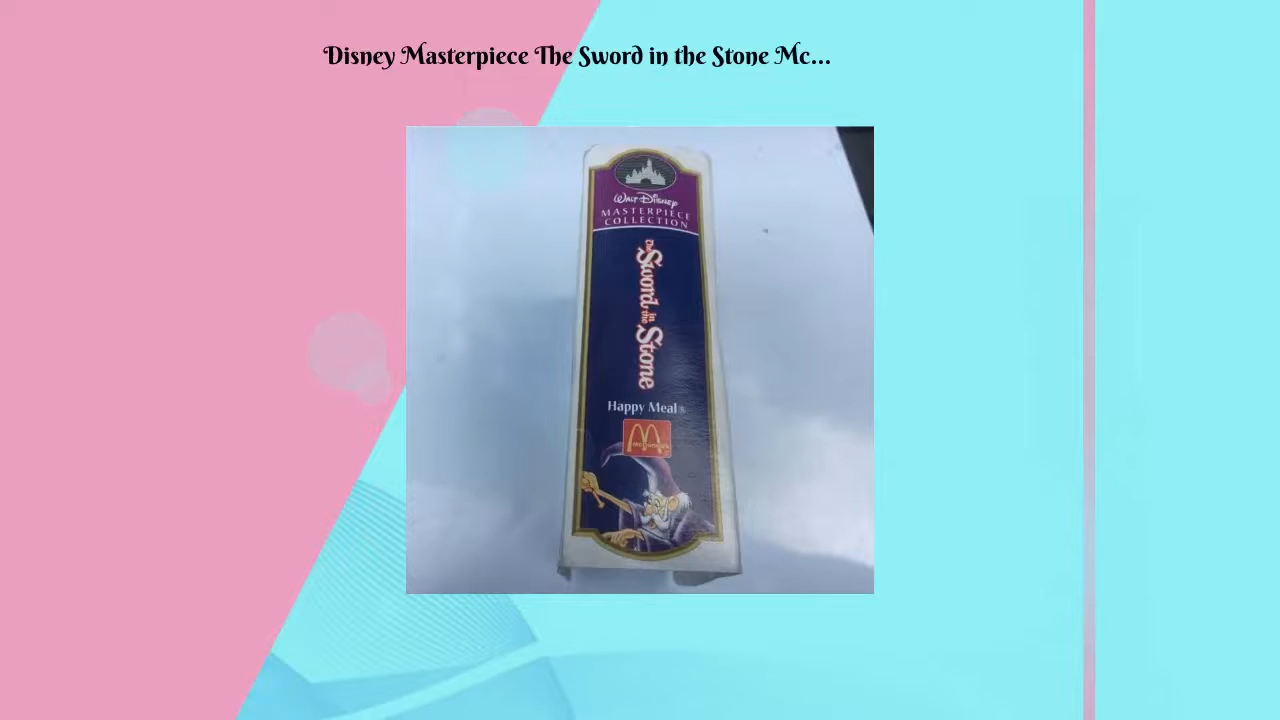 Disney Masterpiece The Sword in the Stone Mc...
WALT DISNEY
MASTERPIECE
COLLECTION
The
Sword
in
the
Stone
Happy Meal®
McDonald's